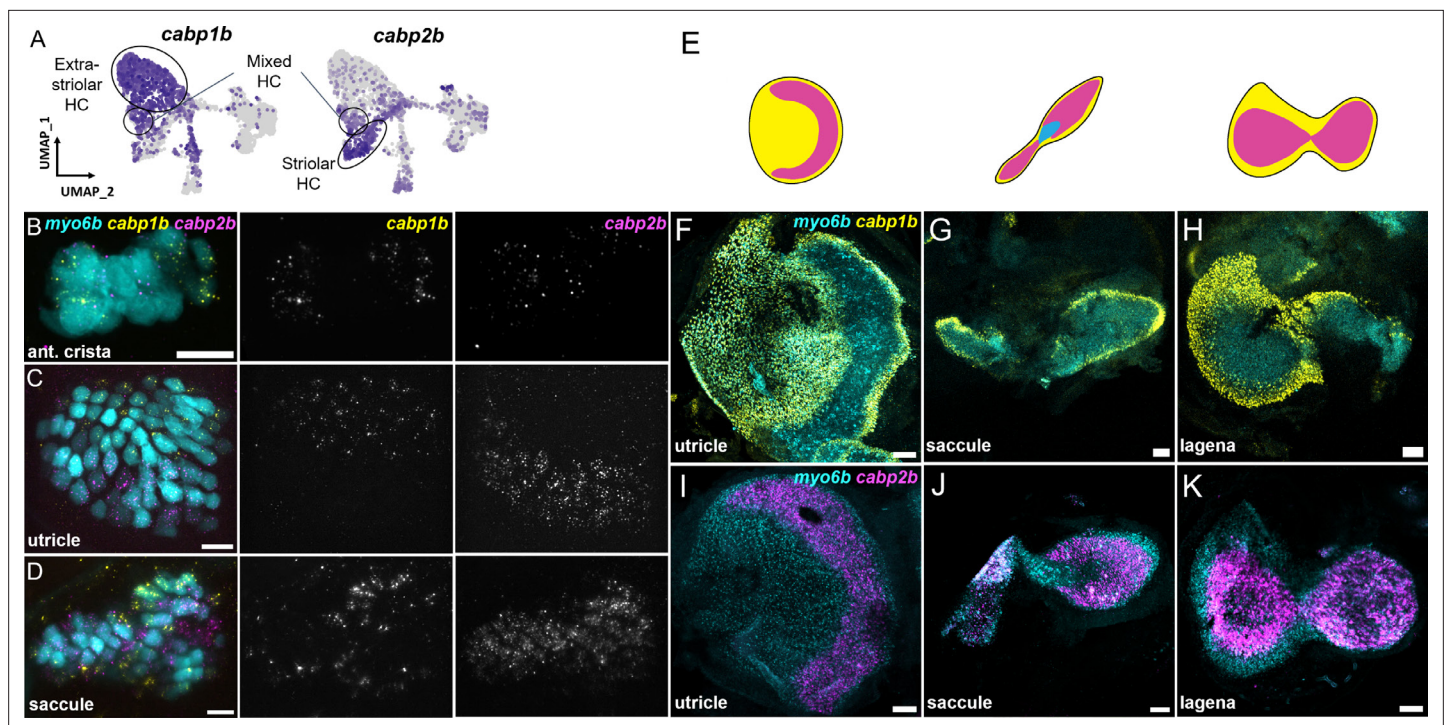 A
cabp1b
cabp2b
Extra-
striolar
HC
Mixed
HC
Striolar
HC
UMAP_1
UMAP_2
E
B
myo6b cabp1b cabp2b
cabp1b
cabp2b
ant. crista
C
utricle
D
saccule
F
myo6b cabp1b
utricle
G
saccule
H
lagena
I
myo6b cabp2b
utricle
J
saccule
K
lagena